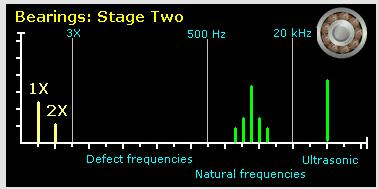 Bearings: Stage Two
3X 500 Hz 20 kHz
1X
2X
Defect frequencies
Ultrasonic
Natural frequencies